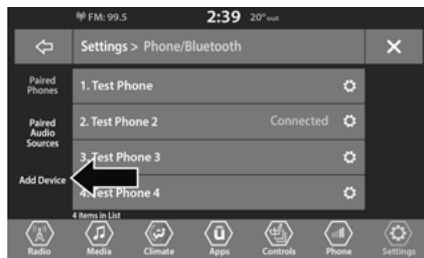 FM: 99.5 2:39 20° out
Settings > Phone/Bluetooth
Paired
Phones
1. Test Phone
Paired
Audio
Sources
2. Test Phone 2 Connected
3. Test Phone 3
Add Device
4. Test Phone 4
4 items in List
Radio Media Climate Apps Controls Phone Settings